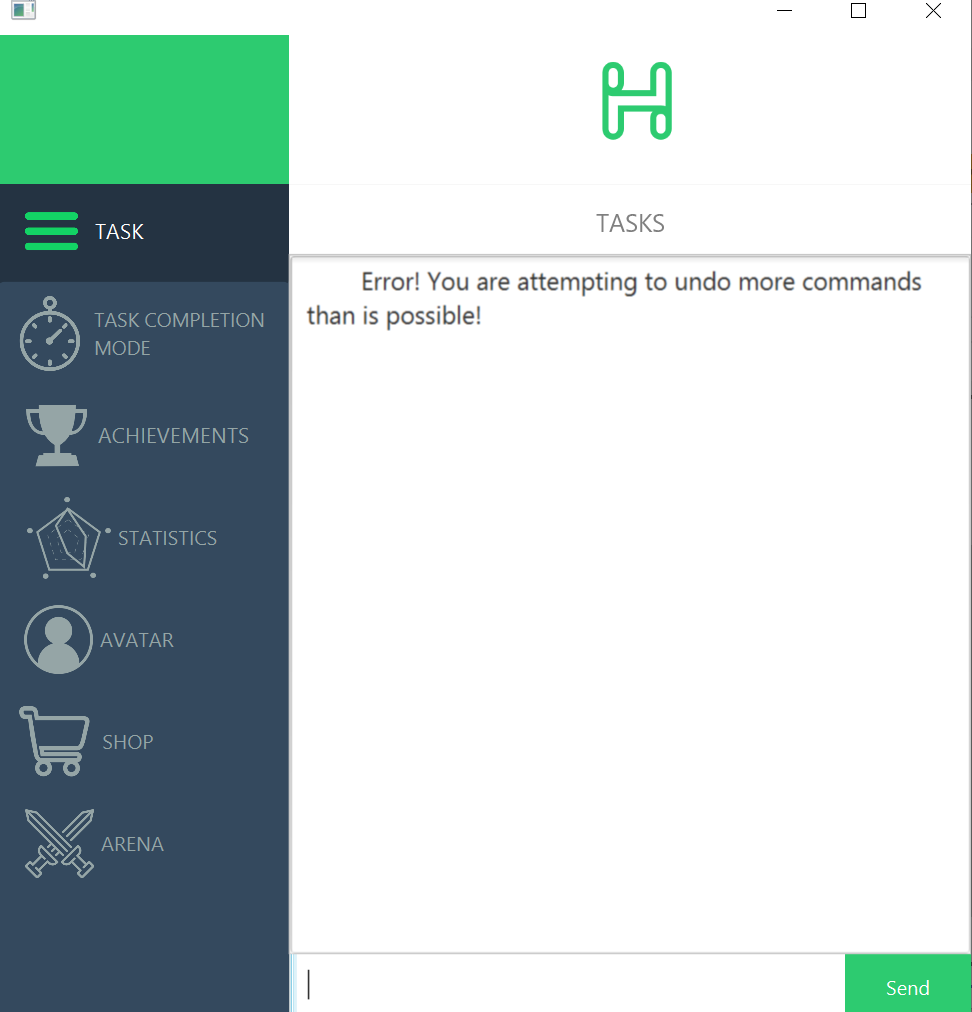 TASK
TASK COMPLETION
MODE
ACHIEVEMENTS
STATISTICS
AVATAR
SHOP
ARENA
TASKS
Error! You are attempting to undo more commands
than is possible!
Send